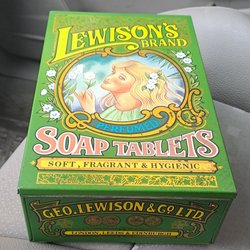 LEWISON'S
BRAND
PERFUMED
SOAP TABLETS
SOFT, FRAGRANT & HYGIENIC
GEO. LEWISON & CO. LTD.
LONDON, LEEDS & EDINBURGH